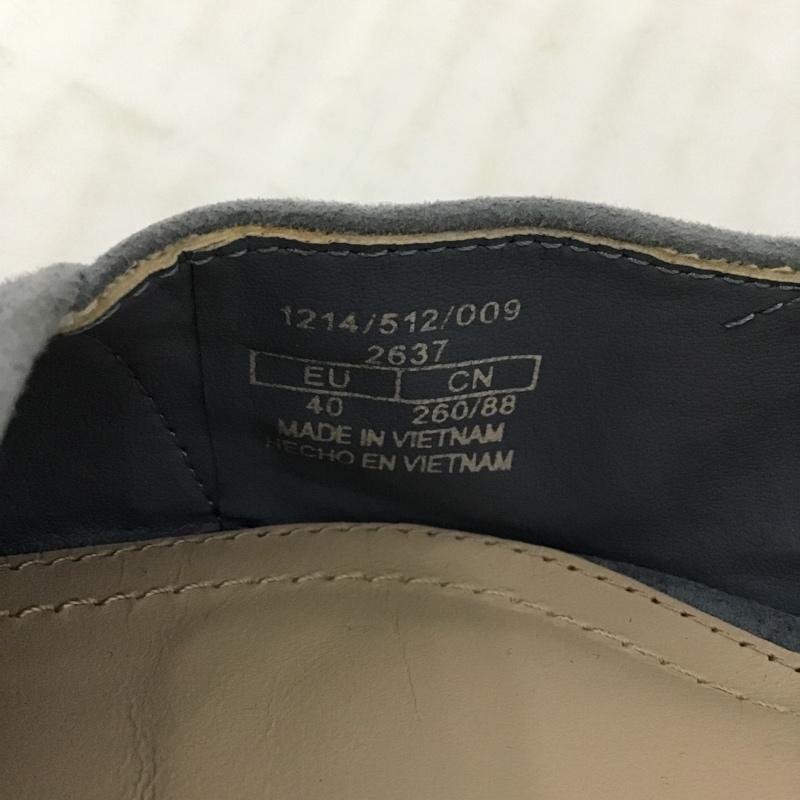 1214/512/009
2637
EU CN
40 260/88
MADE IN VIETNAM
HECHO EN VIETNAM